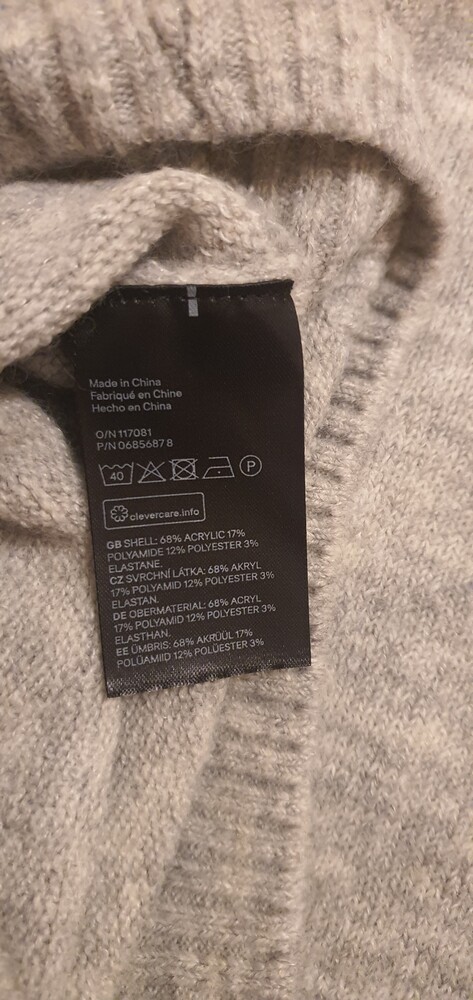 Made in China
Fabriqué en Chine
Hecho en China
O/N 117081
P/N 0685687 8
40
P
clevercare.info
GB SHELL: 68% ACRYLIC 17%
POLYAMIDE 12% POLYESTER 3%
ELASTANE.
CZ SVRCHNÍ LÁTKA: 68% AKRYL
17% POLYAMID 12% POLYESTER 3%
ELASTAN.
DE OBERMATERIAL: 68% ACRYL
17% POLYAMID 12% POLYESTER 3%
ELASTHAN.
EE ÜMBRIS: 68% AKRÜÜL 17%
POLÜAMIID 12% POLÜESTER 3%